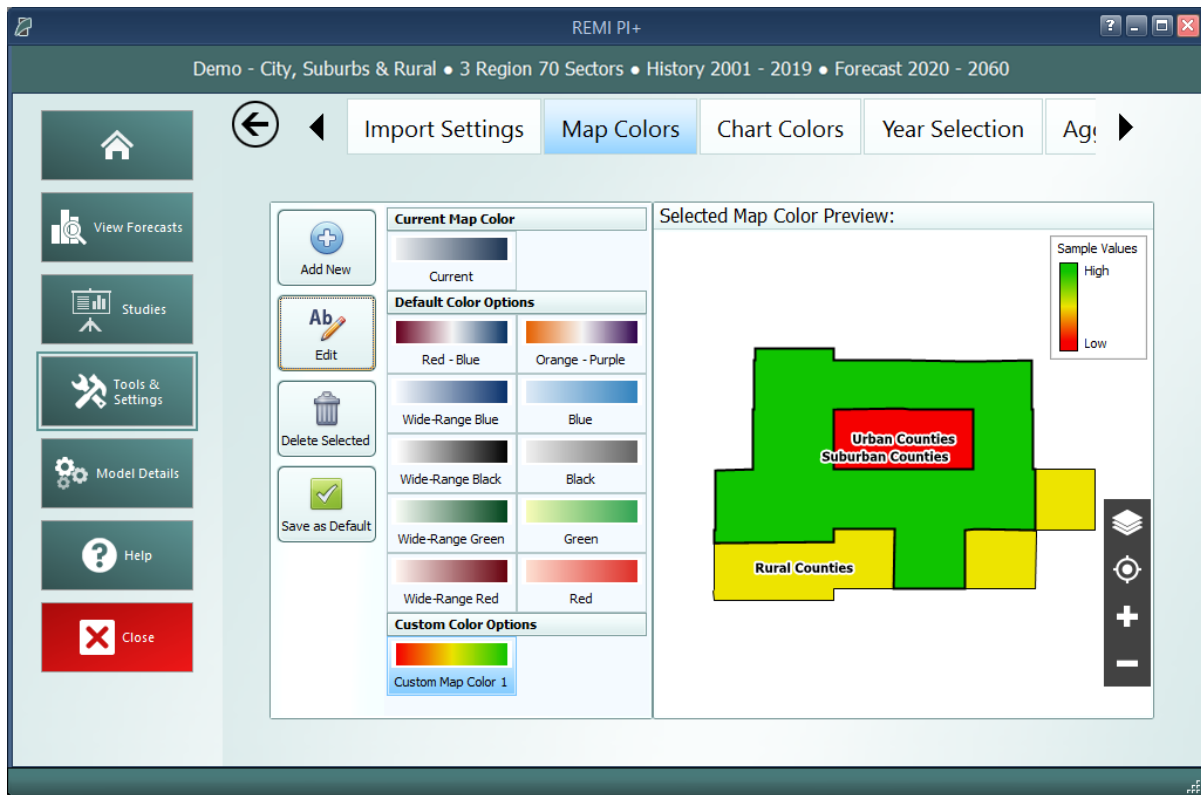 REMI PI+
Demo - City, Suburbs & Rural • 3 Region 70 Sectors • History 2001 - 2019 • Forecast 2020 - 2060
Import Settings
Map Colors
Chart Colors
Year Selection
Agg
View Forecasts
Studies
Tools &
Settings
Model Details
Help
Close
Add New
Ab
Edit
Delete Selected
Save as Default
Current Map Color
Current
Default Color Options
Red - Blue
Orange - Purple
Wide-Range Blue
Blue
Wide-Range Black
Black
Wide-Range Green
Green
Wide-Range Red
Red
Custom Color Options
Custom Map Color 1
Selected Map Color Preview:
Sample Values
High
Low
Urban Counties
Suburban Counties
Rural Counties